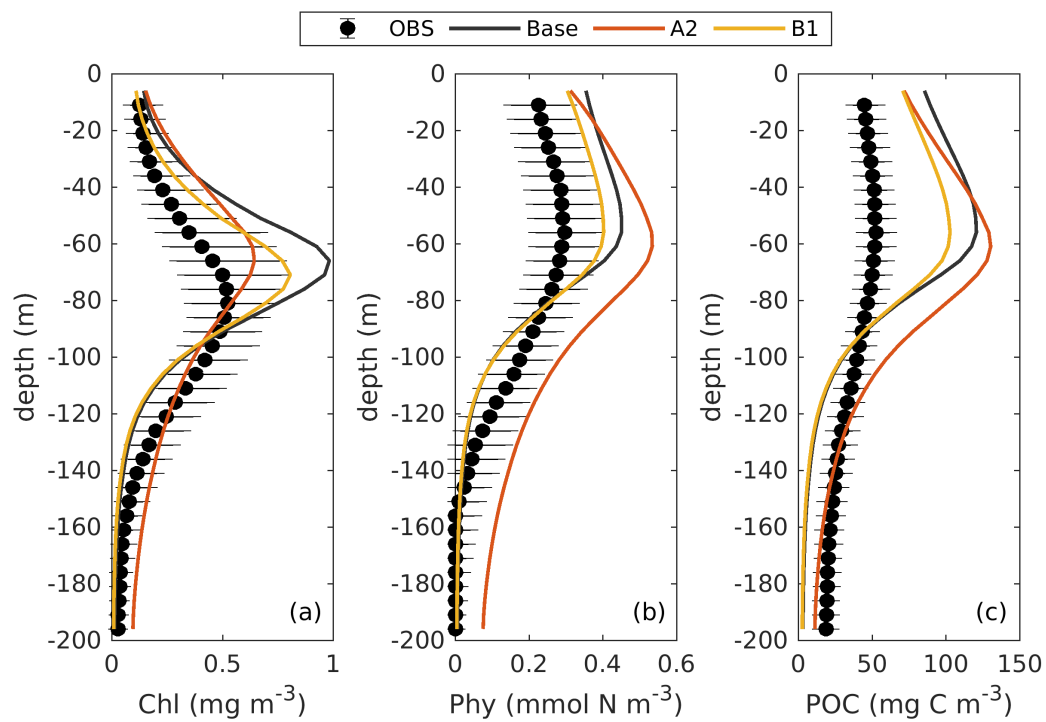 OBS Base A2 B1
0
-20
-40
-60
-80
-100
-120
-140
-160
-180
-200
depth (m)
0 0.5 1
Chl (mg m⁻³)
(a)
0
-20
-40
-60
-80
-100
-120
-140
-160
-180
-200
depth (m)
0 0.2 0.4 0.6
Phy (mmol N m⁻³)
(b)
0
-20
-40
-60
-80
-100
-120
-140
-160
-180
-200
depth (m)
0 50 100 150
POC (mg C m⁻³)
(c)